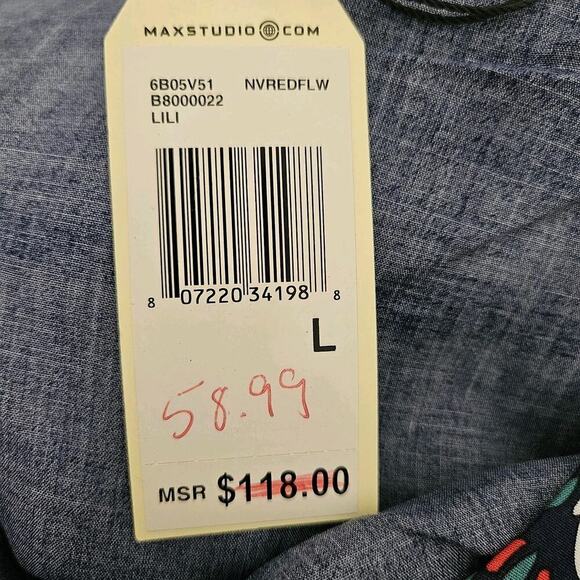 MAXSTUDIO COM
6B05V51 NVREDFLW
B8000022
LILI
8 07220 34198 8
L
58.99
MSR $118.00